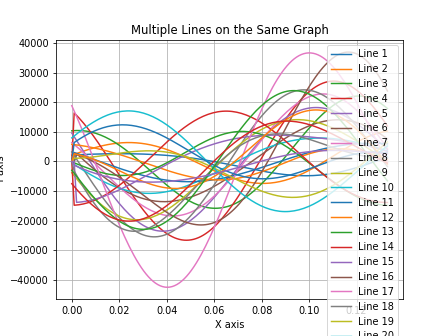 Multiple Lines on the Same Graph
40000
30000
20000
10000
0
−10000
−20000
−30000
−40000
0.00
0.02
0.04
0.06
0.08
0.10
X axis
Line 1
Line 2
Line 3
Line 4
Line 5
Line 6
Line 7
Line 8
Line 9
Line 10
Line 11
Line 12
Line 13
Line 14
Line 15
Line 16
Line 17
Line 18
Line 19
Line 20